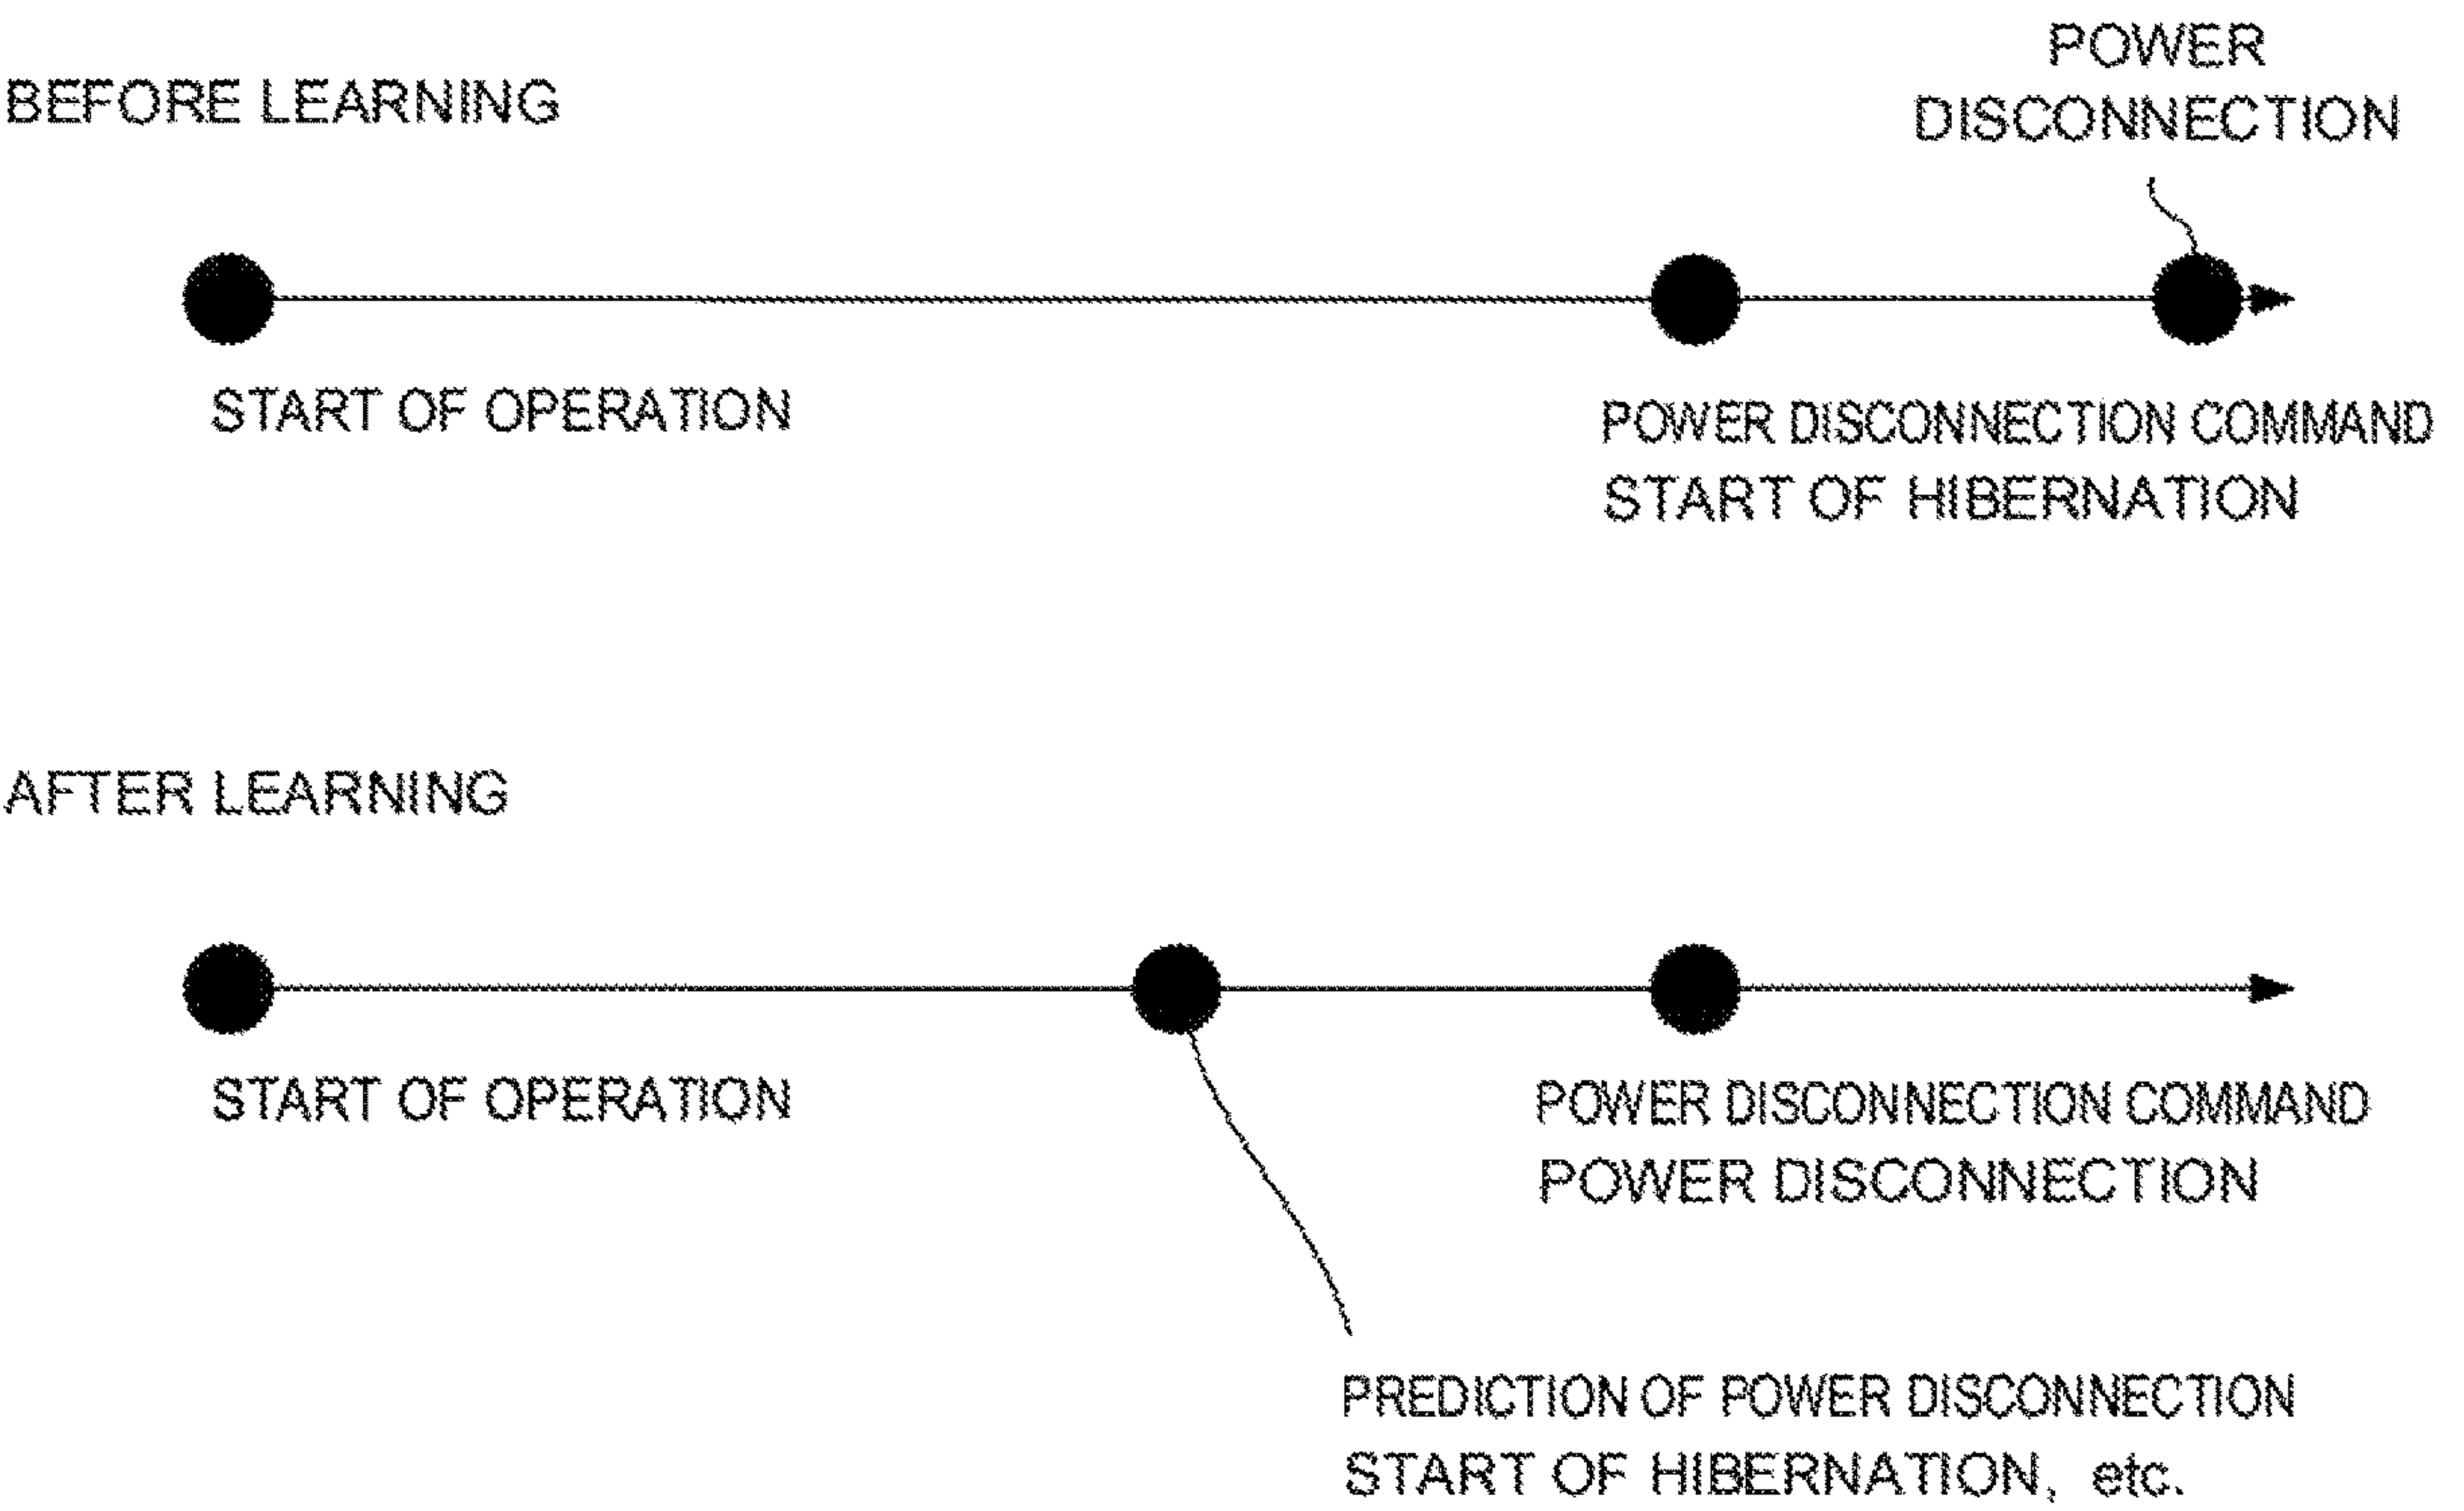 BEFORE LEARNING
POWER
DISCONNECTION
START OF OPERATION
POWER DISCONNECTION COMMAND
START OF HIBERNATION
AFTER LEARNING
START OF OPERATION
POWER DISCONNECTION COMMAND
POWER DISCONNECTION
PREDICTION OF POWER DISCONNECTION
START OF HIBERNATION, etc.